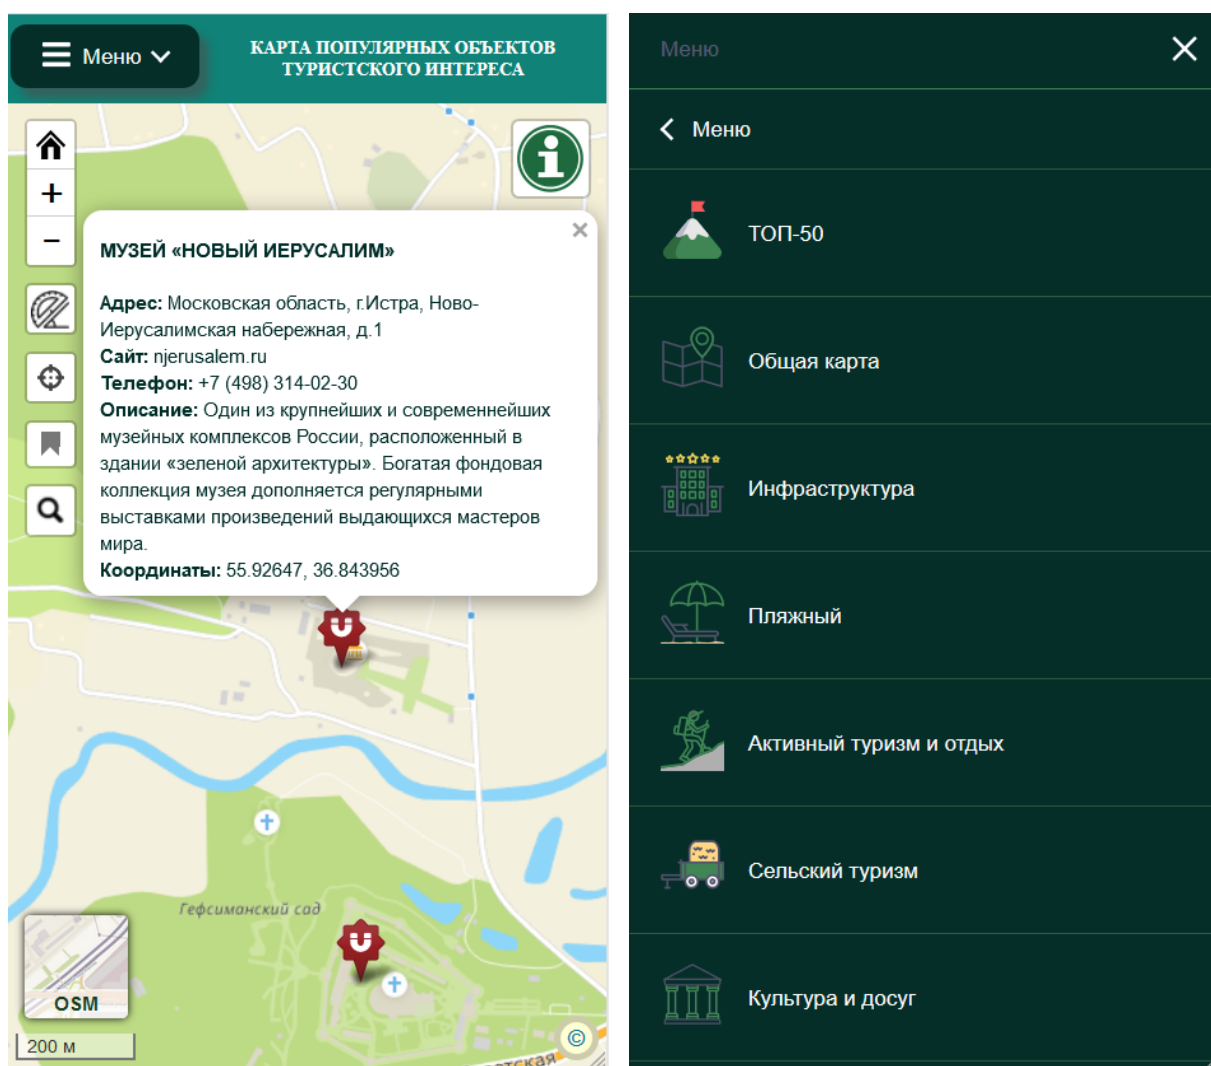 Меню
КАРТА ПОПУЛЯРНЫХ ОБЪЕКТОВ
ТУРИСТСКОГО ИНТЕРЕСА
+
−
МУЗЕЙ «НОВЫЙ ИЕРУСАЛИМ»
Адрес: Московская область, г.Истра, Ново-
Иерусалимская набережная, д.1
Сайт: njerusalem.ru
Телефон: +7 (498) 314-02-30
Описание: Один из крупнейших и современнейших
музейных комплексов России, расположенный в
здании «зеленой архитектуры». Богатая фондовая
коллекция музея дополняется регулярными
выставками произведений выдающихся мастеров
мира.
Координаты: 55.92647, 36.843956
Гефсиманский сад
OSM
200 м
©
Меню
Меню
ТОП-50
Общая карта
Инфраструктура
Пляжный
Активный туризм и отдых
Сельский туризм
Культура и досуг